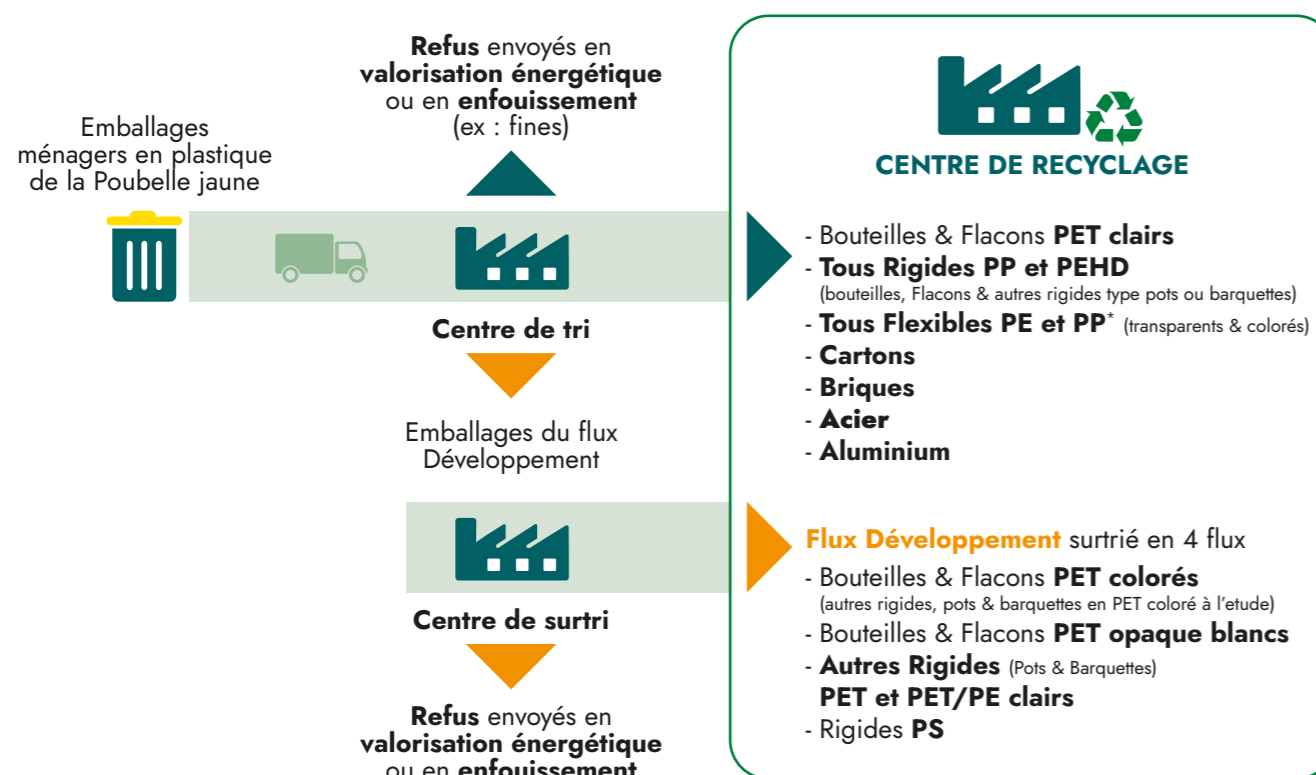 Emballages
ménagers en plastique
de la Poubelle jaune
Refus envoyés en
valorisation énergétique
ou en enfouissement
(ex : fines)
Centre de tri
Emballages du flux
Développement
Centre de surtri
Refus envoyés en
valorisation énergétique
ou en enfouissement
CENTRE DE RECYCLAGE
- Bouteilles & Flacons PET clairs
- Tous Rigides PP et PEHD
(bouteilles, Flacons & autres rigides type pots ou barquettes)
- Tous Flexibles PE et PP* (transparents & colorés)
- Cartons
- Briques
- Acier
- Aluminium
Flux Développement surtrié en 4 flux
- Bouteilles & Flacons PET colorés
(autres rigides, pots & barquettes en PET coloré à l'etude)
- Bouteilles & Flacons PET opaque blancs
- Autres Rigides (Pots & Barquettes)
PET et PET/PE clairs
- Rigides PS